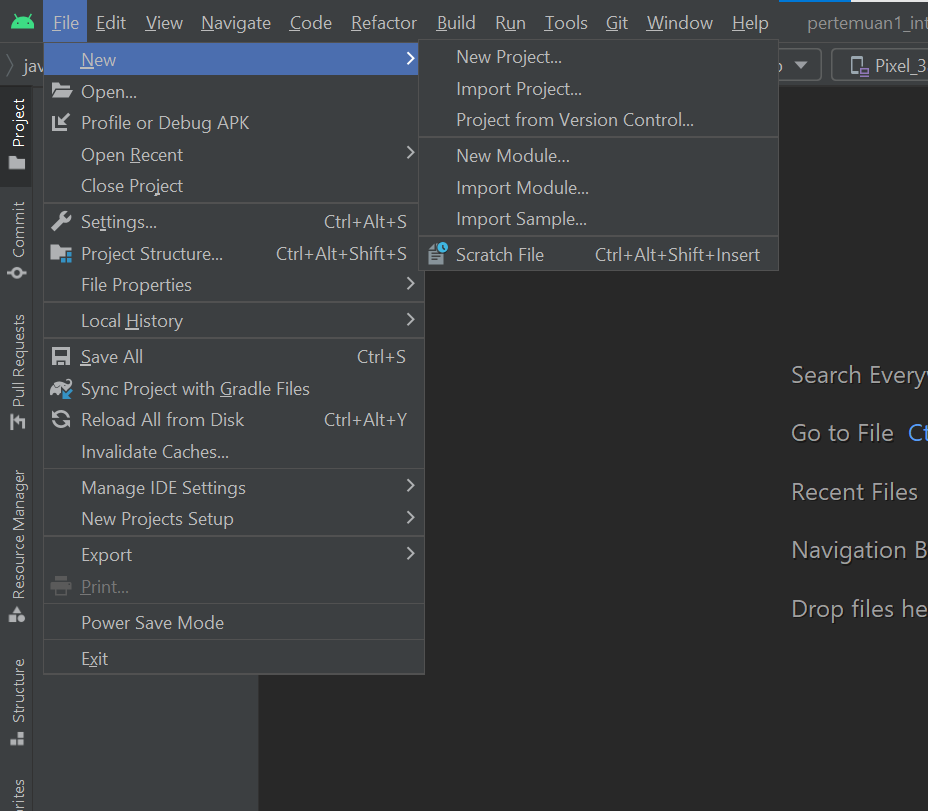 File Edit View Navigate Code Refactor Build Run Tools Git Window Help pertemuan1_int
jav
Pixel_3
New
Open...
Profile or Debug APK
Open Recent
Close Project
Settings... Ctrl+Alt+S
Project Structure... Ctrl+Alt+Shift+S
File Properties
Local History
Save All Ctrl+S
Sync Project with Gradle Files
Reload All from Disk Ctrl+Alt+Y
Invalidate Caches...
Manage IDE Settings
New Projects Setup
Export
Print...
Power Save Mode
Exit
New Project...
Import Project...
Project from Version Control...
New Module...
Import Module...
Import Sample...
Scratch File Ctrl+Alt+Shift+Insert
Project
Commit
Pull Requests
Resource Manager
Structure
rites
Search Every
Go to File Ct
Recent Files
Navigation B
Drop files he